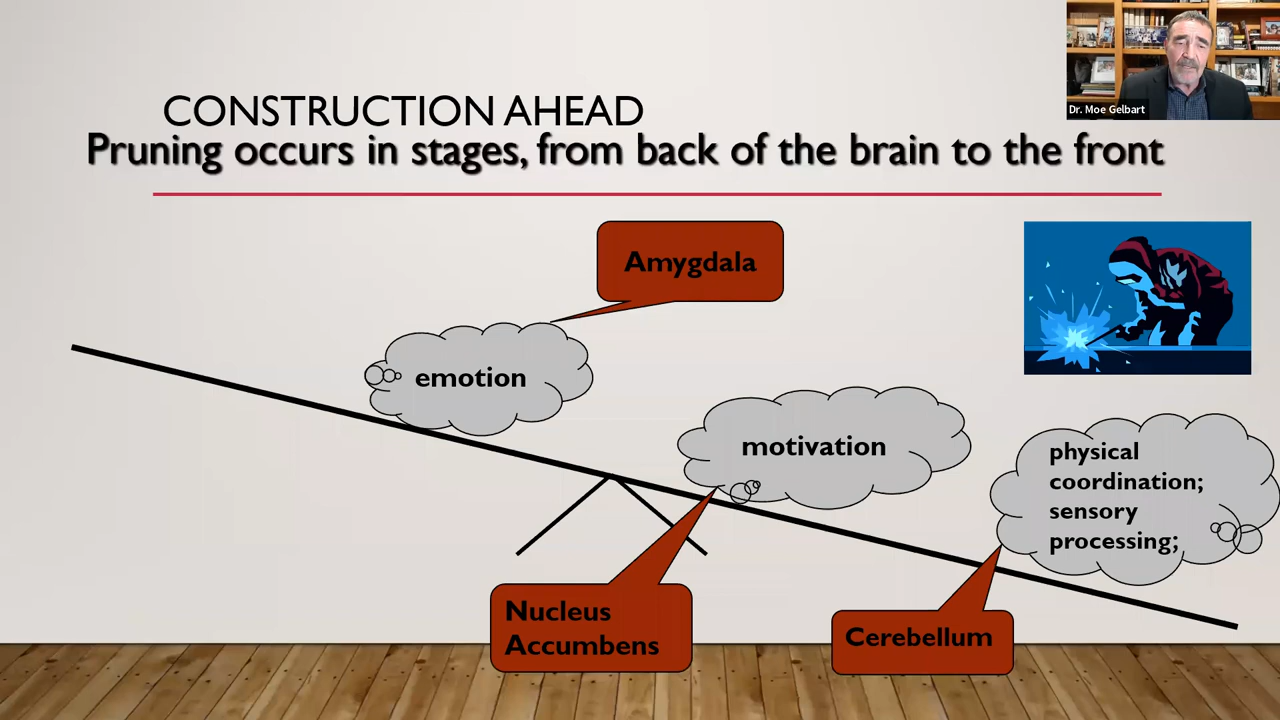 Dr. Moe Gelbart
CONSTRUCTION AHEAD
Pruning occurs in stages, from back of the brain to the front
Amygdala
emotion
motivation
physical
coordination;
sensory
processing;
Nucleus
Accumbens
Cerebellum